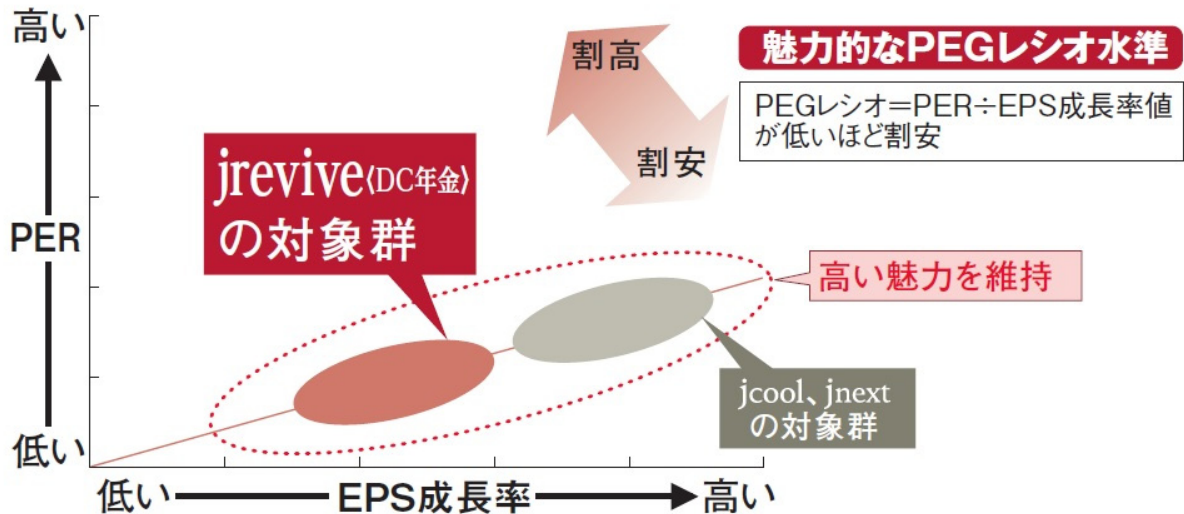 高い
PER
低い
低い
EPS成長率
高い
jrevive〈DC年金〉
の対象群
割高
割安
魅力的なPEGレシオ水準
PEGレシオ＝PER÷EPS成長率値
が低いほど割安
高い魅力を維持
jcool、jnext
の対象群